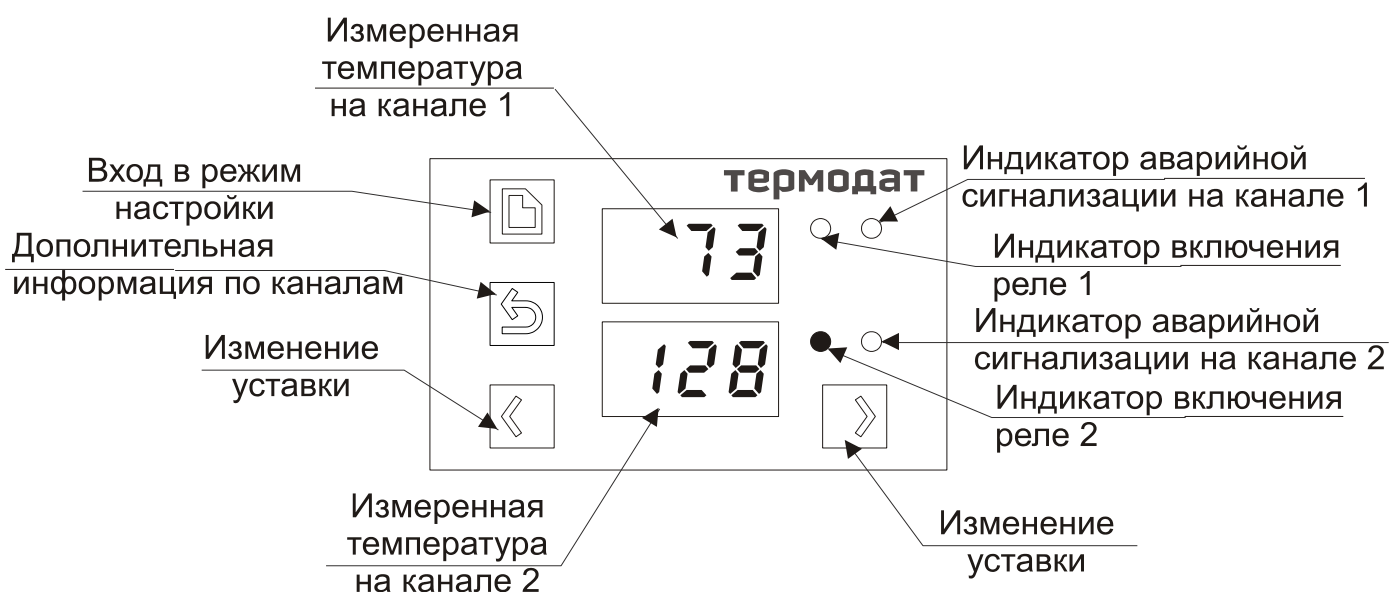 Измеренная
температура
на канале 1
Вход в режим
настройки
Дополнительная
информация по каналам
Изменение
уставки
Измеренная
температура
на канале 2
термодат
73
128
Индикатор аварийной
сигнализации на канале 1
Индикатор включения
реле 1
Индикатор аварийной
сигнализации на канале 2
Индикатор включения
реле 2
Изменение
уставки